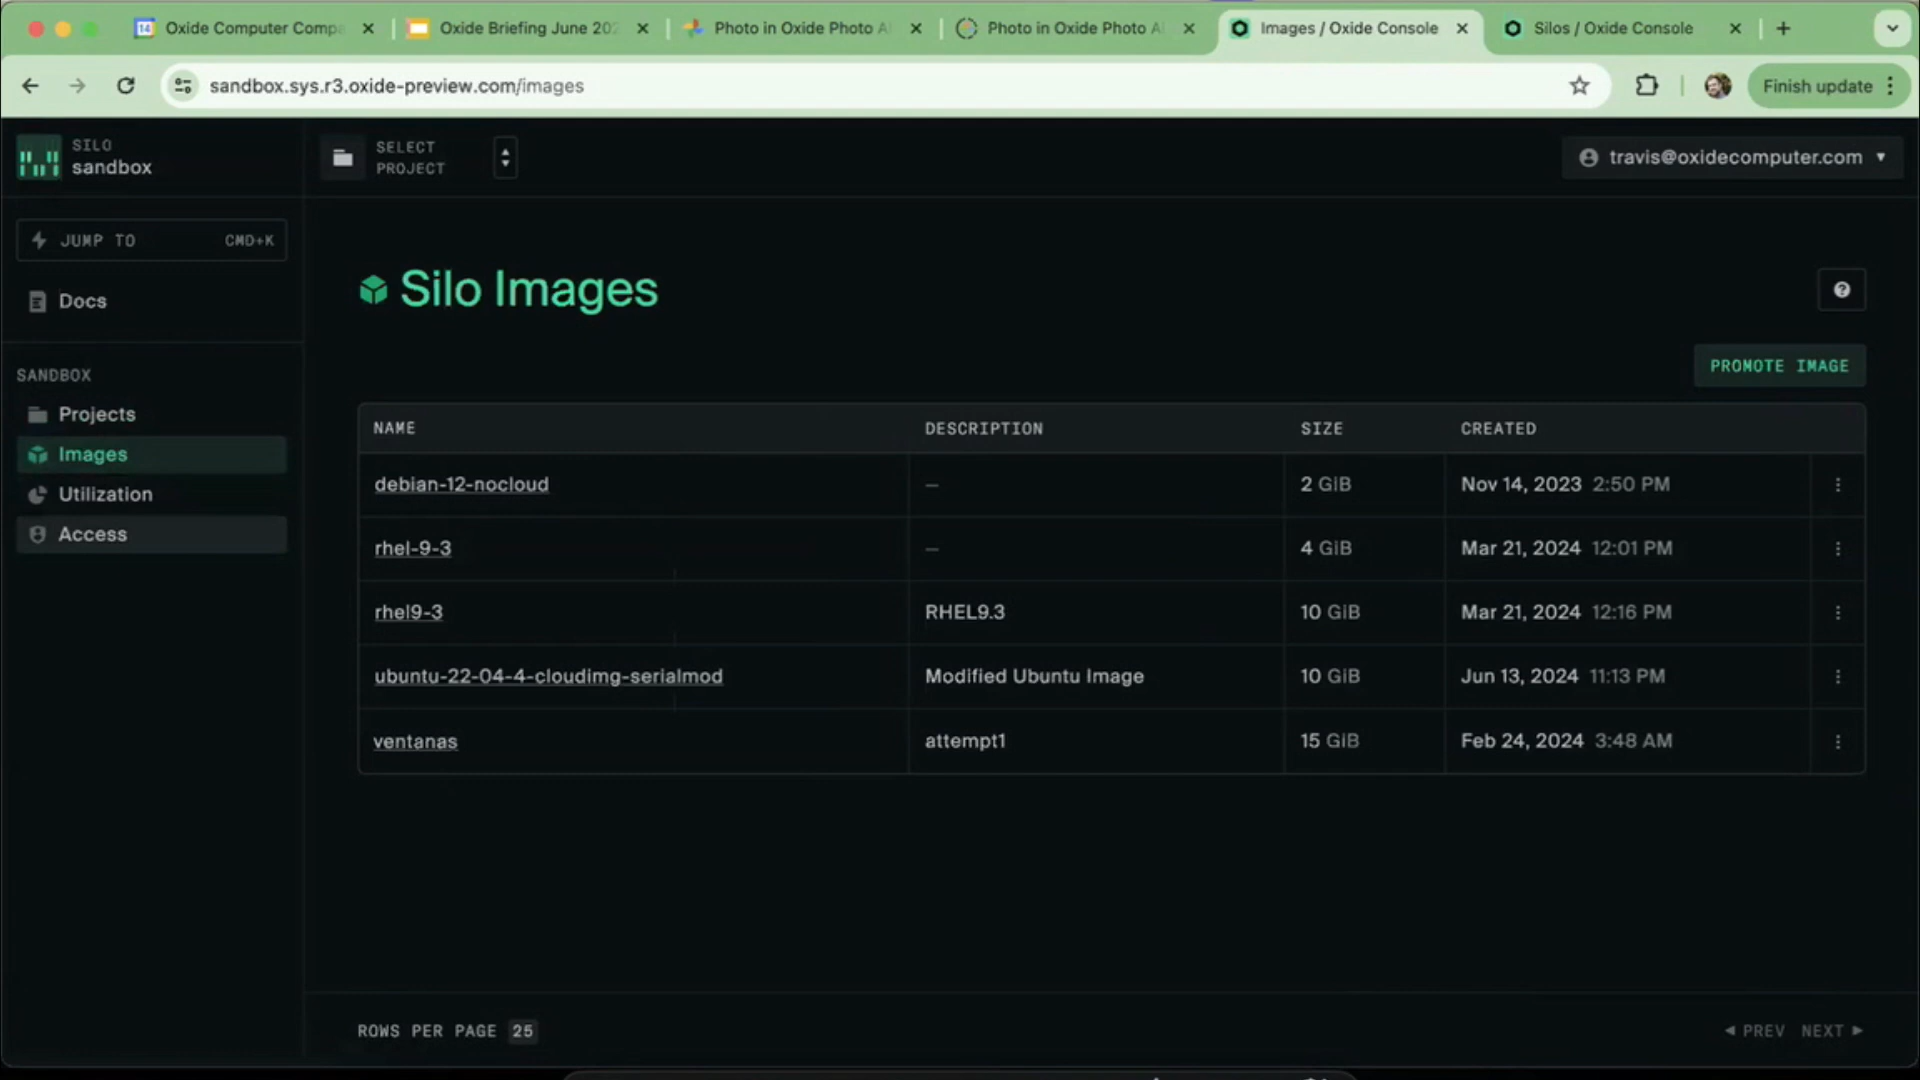 14 Oxide Computer Compa
Oxide Briefing June 202
Photo in Oxide Photo Al
Photo in Oxide Photo Al
Images / Oxide Console
Silos / Oxide Console
sandbox.sys.r3.oxide-preview.com/images
Finish update
SILO
sandbox
SELECT
PROJECT
travis@oxidecomputer.com
JUMP TO CMD+K
Docs
SANDBOX
Projects
Images
Utilization
Access
Silo Images
PROMOTE IMAGE
NAME DESCRIPTION SIZE CREATED
debian-12-nocloud — 2 GiB Nov 14, 2023 2:50 PM
rhel-9-3 — 4 GiB Mar 21, 2024 12:01 PM
rhel9-3 RHEL9.3 10 GiB Mar 21, 2024 12:16 PM
ubuntu-22-04-4-cloudimg-serialmod Modified Ubuntu Image 10 GiB Jun 13, 2024 11:13 PM
ventanas attempt1 15 GiB Feb 24, 2024 3:48 AM
ROWS PER PAGE 25
PREV NEXT